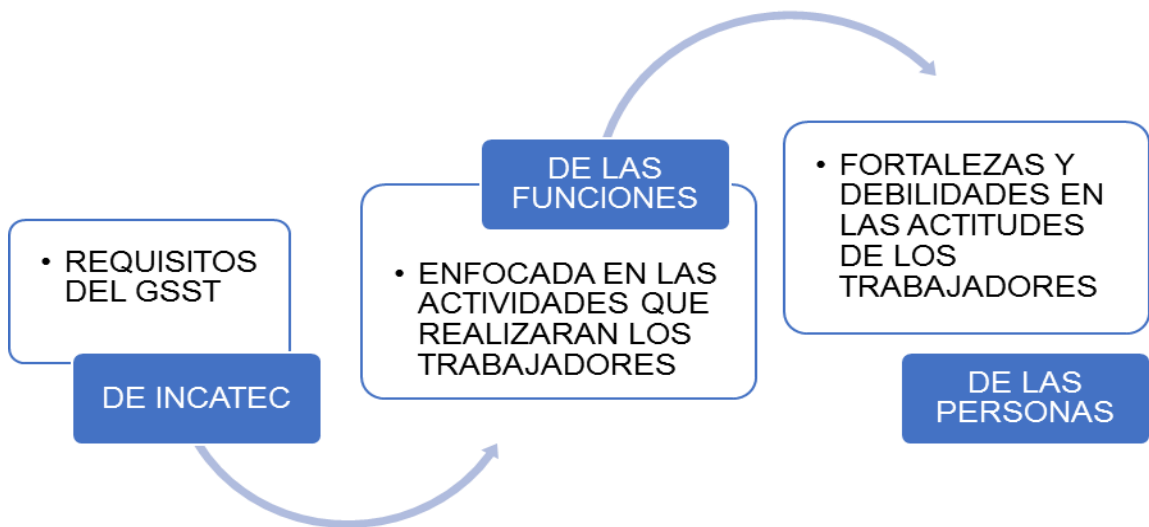 • REQUISITOS
DEL GSST
DE INCATEC
DE LAS
FUNCIONES
• ENFOCADA EN LAS
ACTIVIDADES QUE
REALIZARAN LOS
TRABAJADORES
• FORTALEZAS Y
DEBILIDADES EN
LAS ACTITUDES
DE LOS
TRABAJADORES
DE LAS
PERSONAS